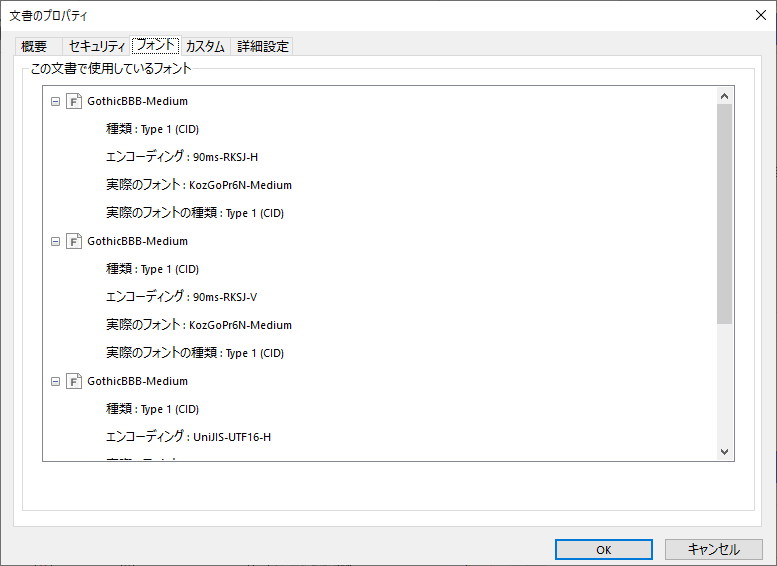 文書のプロパティ
概要 セキュリティ フォント カスタム 詳細設定
この文書で使用しているフォント
GothicBBB-Medium
種類 : Type 1 (CID)
エンコーディング : 90ms-RKSJ-H
実際のフォント : KozGoPr6N-Medium
実際のフォントの種類 : Type 1 (CID)
GothicBBB-Medium
種類 : Type 1 (CID)
エンコーディング : 90ms-RKSJ-V
実際のフォント : KozGoPr6N-Medium
実際のフォントの種類 : Type 1 (CID)
GothicBBB-Medium
種類 : Type 1 (CID)
エンコーディング : UniJIS-UTF16-H
OK キャンセル